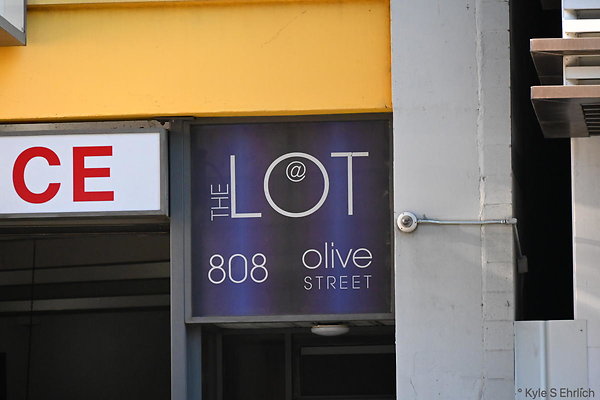 CE
THE LOT
@
808 olive
STREET
° Kyle S Ehrlich